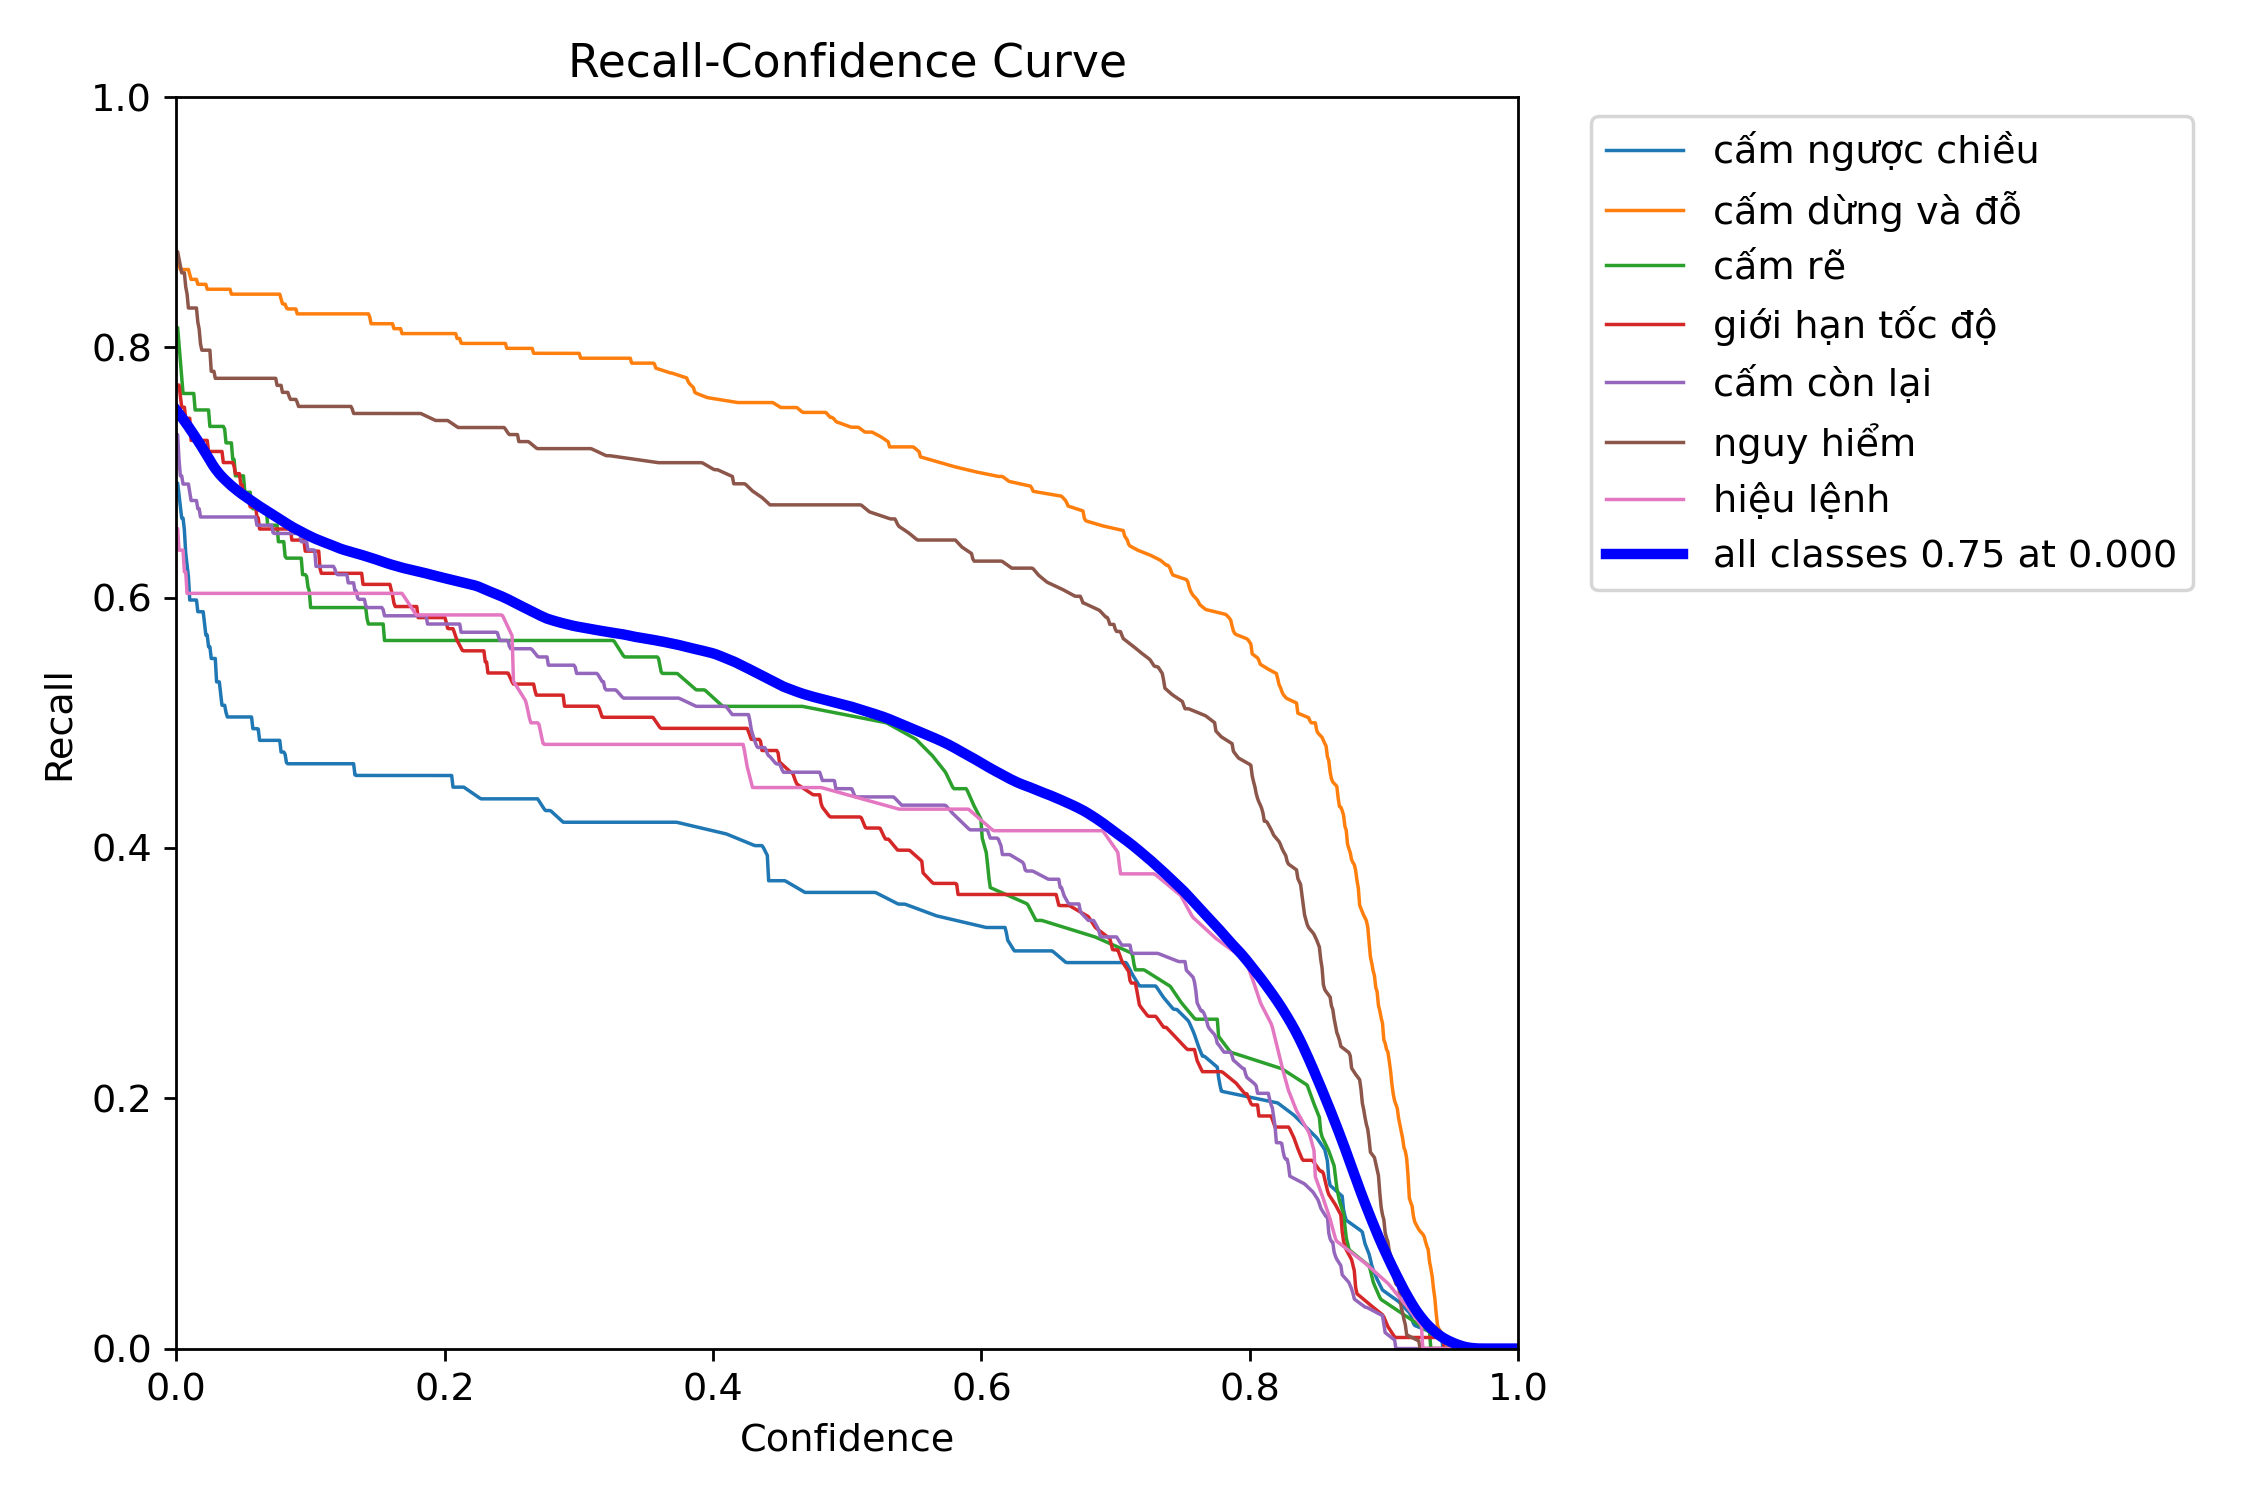 Recall-Confidence Curve
1.0
0.8
0.6
0.4
0.2
0.0
Recall
0.0 0.2 0.4 0.6 0.8 1.0
Confidence
cấm ngược chiều
cấm dừng và đỗ
cấm rẽ
giới hạn tốc độ
cấm còn lại
nguy hiểm
hiệu lệnh
all classes 0.75 at 0.000